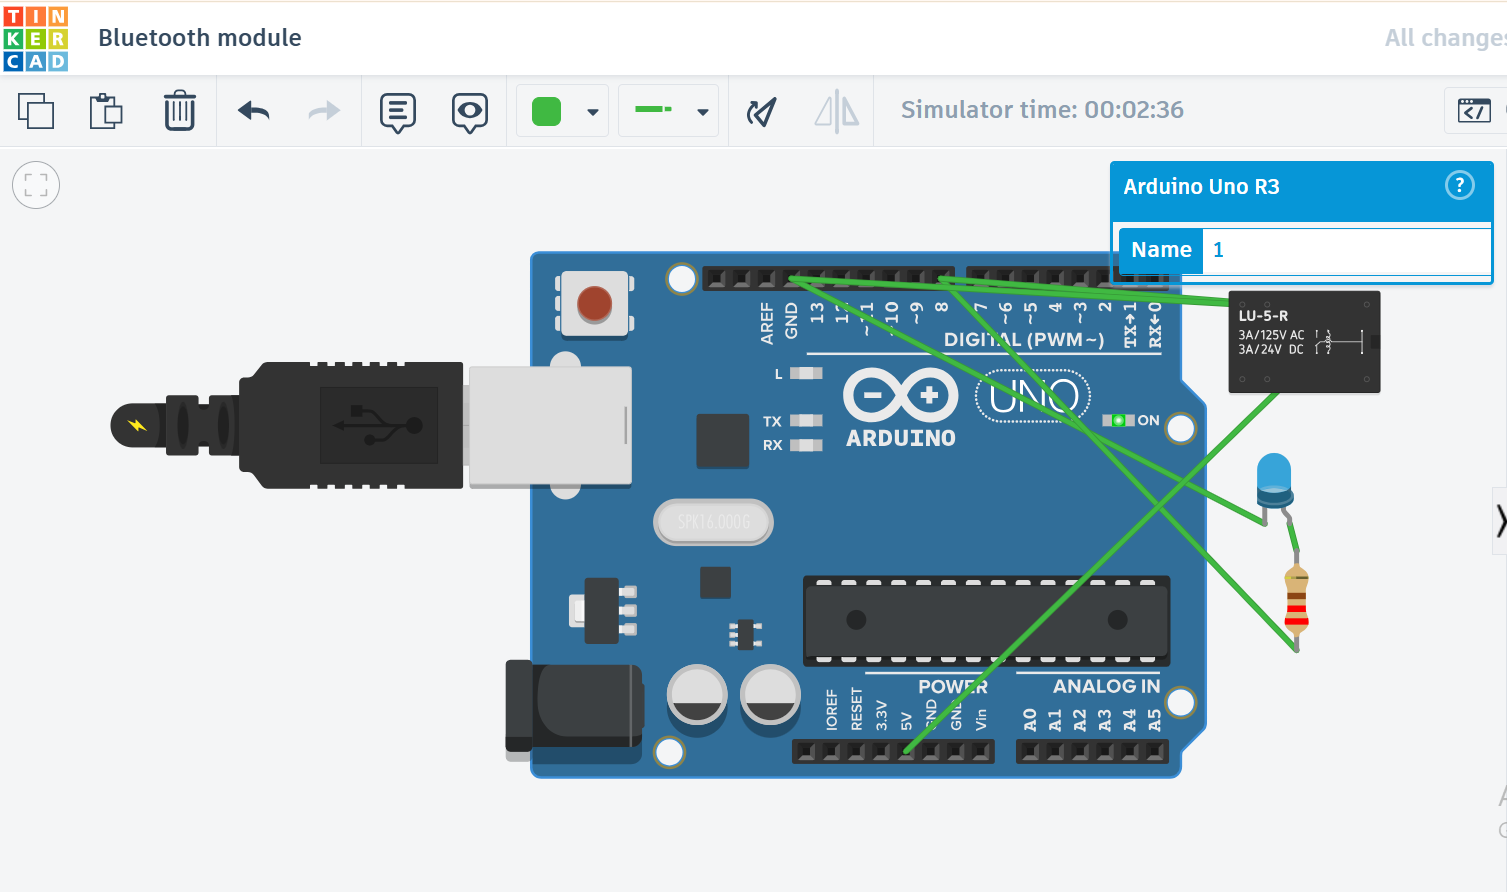 TINKERCAD
Bluetooth module
All changes
Simulator time: 00:02:36
Arduino Uno R3
?
Name 1
AREF
GND
13
12
~11
~10
~9
8
7
~6
~5
4
~3
2
TX→1
RX←0
DIGITAL (PWM~)
L
TX
RX
ON
UNO
ARDUINO
LU-5-R
3A/125V AC
3A/24V DC
SPK16.000G
POWER
ANALOG IN
IOREF
RESET
3.3V
5V
GND
GND
Vin
A0
A1
A2
A3
A4
A5